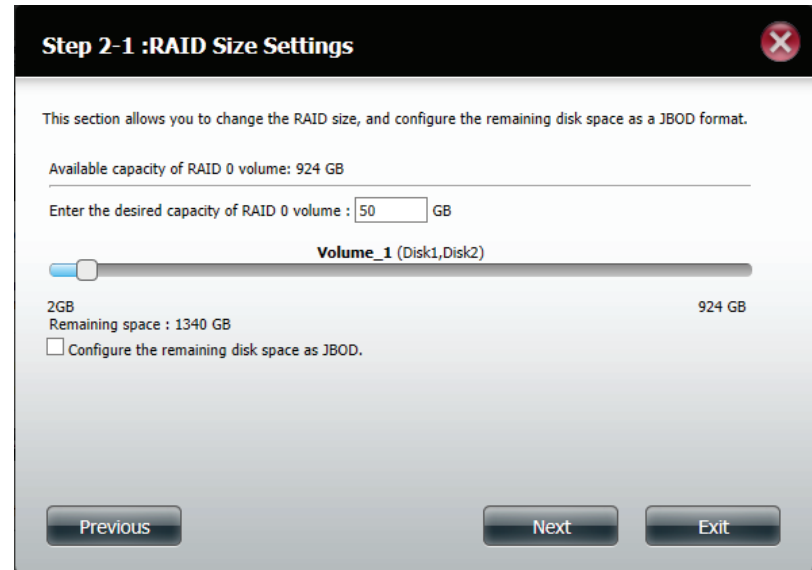 Step 2-1 :RAID Size Settings
This section allows you to change the RAID size, and configure the remaining disk space as a JBOD format.
Available capacity of RAID 0 volume: 924 GB
Enter the desired capacity of RAID 0 volume : 50 GB
Volume_1 (Disk1,Disk2)
2GB 924 GB
Remaining space : 1340 GB
Configure the remaining disk space as JBOD.
Previous Next Exit